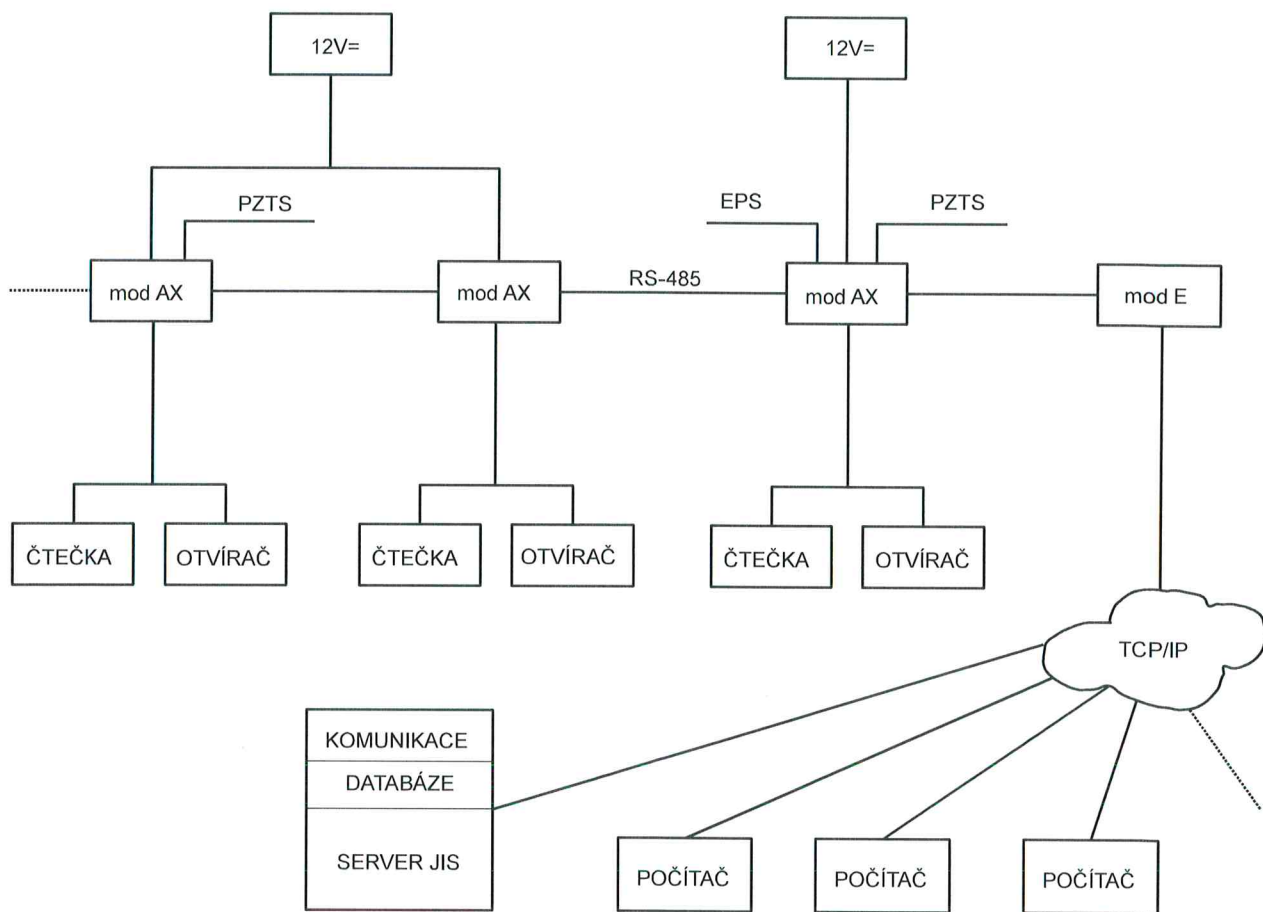 12V=
12V=
PZTS
EPS
PZTS
mod AX
mod AX
RS-485
mod AX
mod E
ČTEČKA
OTVÍRAČ
ČTEČKA
OTVÍRAČ
ČTEČKA
OTVÍRAČ
TCP/IP
KOMUNIKACE
DATABÁZE
SERVER JIS
POČÍTAČ
POČÍTAČ
POČÍTAČ